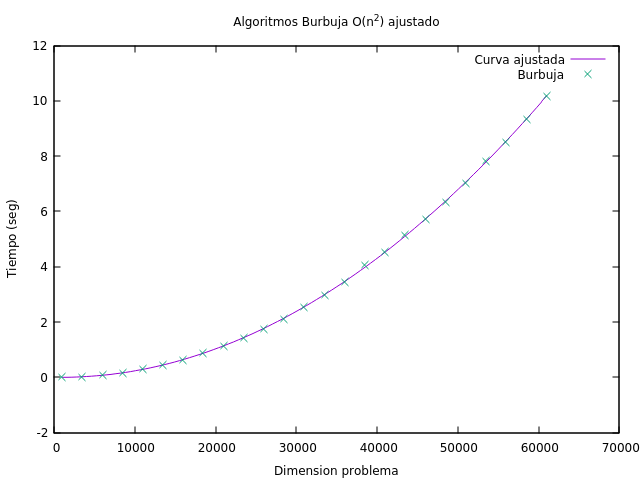 Algoritmos Burbuja O(n²) ajustado
Curva ajustada
Burbuja
12
10
8
6
4
2
0
-2
Tiempo (seg)
0 10000 20000 30000 40000 50000 60000 70000
Dimension problema